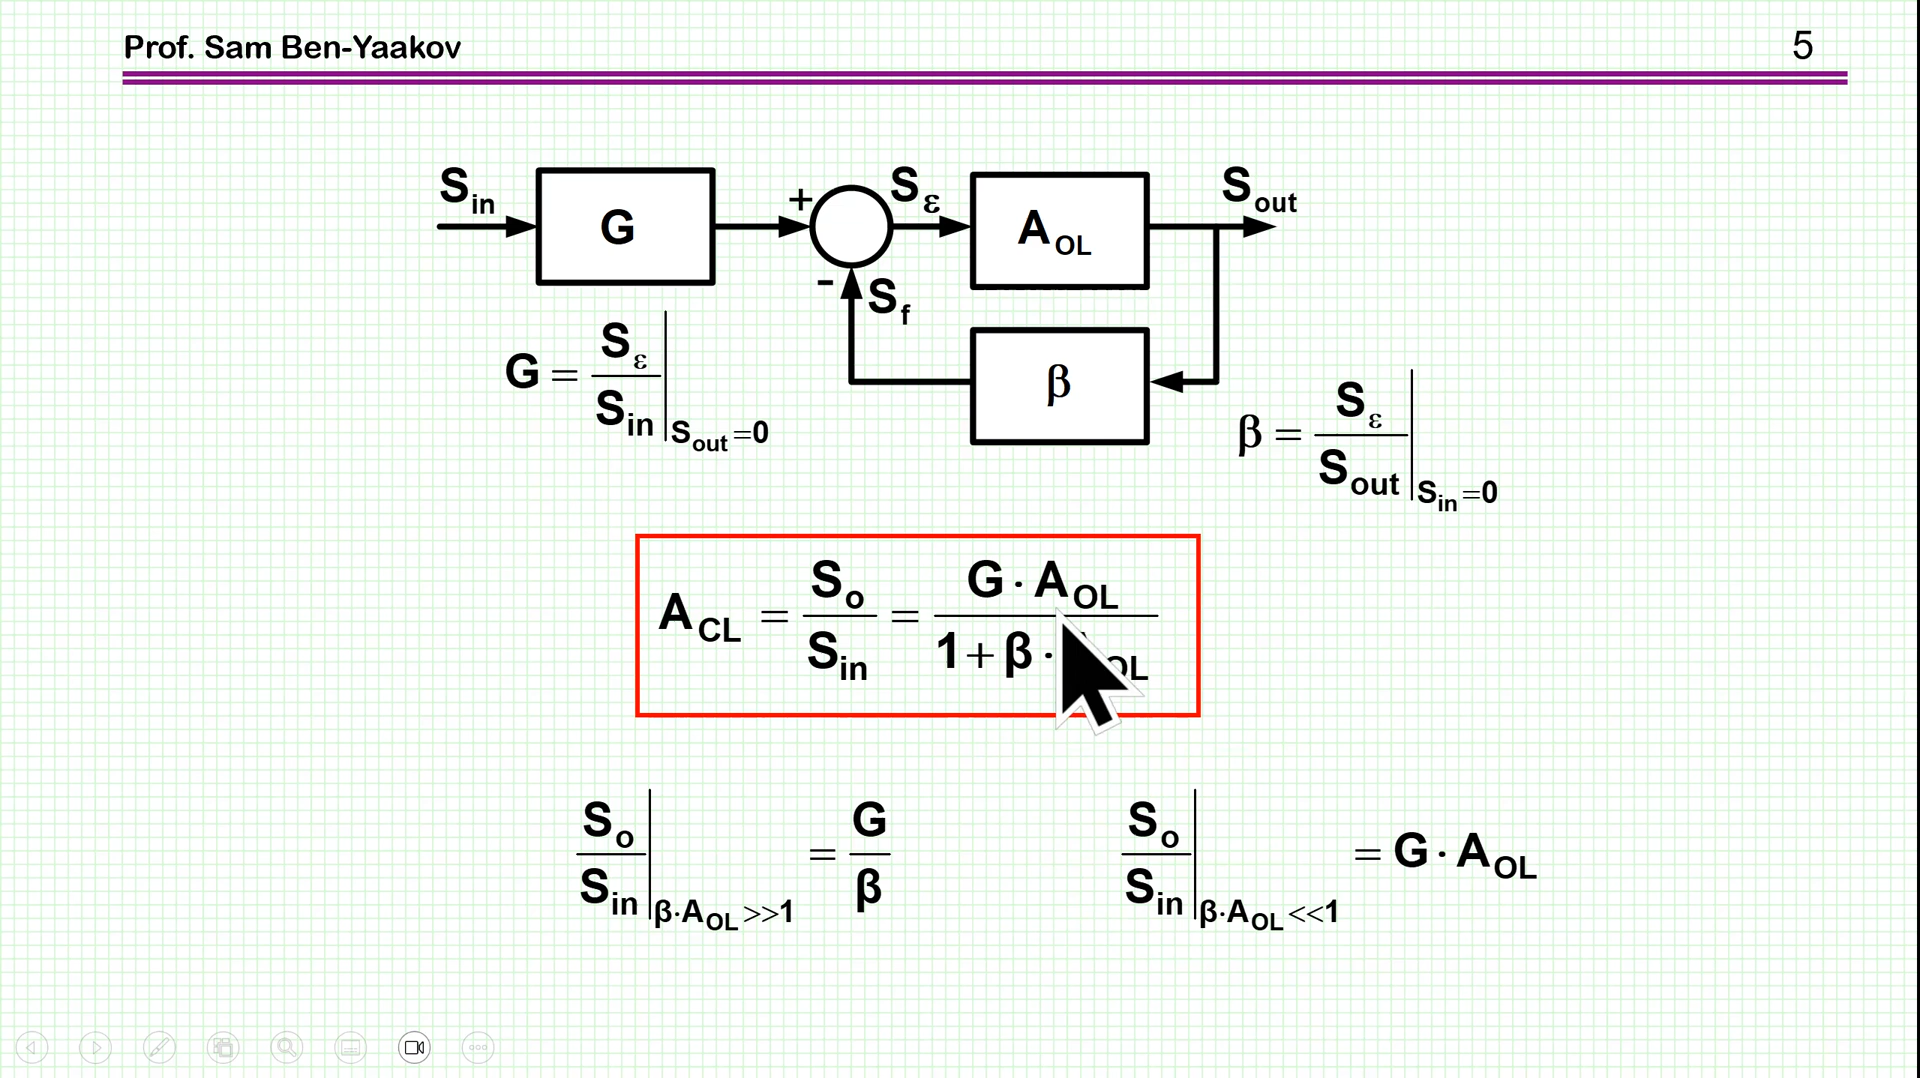 Prof. Sam Ben-Yaakov 5
S_in G + S_ε A_OL S_out
- S_f
β
G = S_ε / S_in | S_out=0
β = S_ε / S_out | S_in=0
A_CL = S_o / S_in = G · A_OL / 1+β · OL
S_o / S_in | β·A_OL >>1 = G / β
S_o / S_in | β·A_OL <<1 = G · A_OL